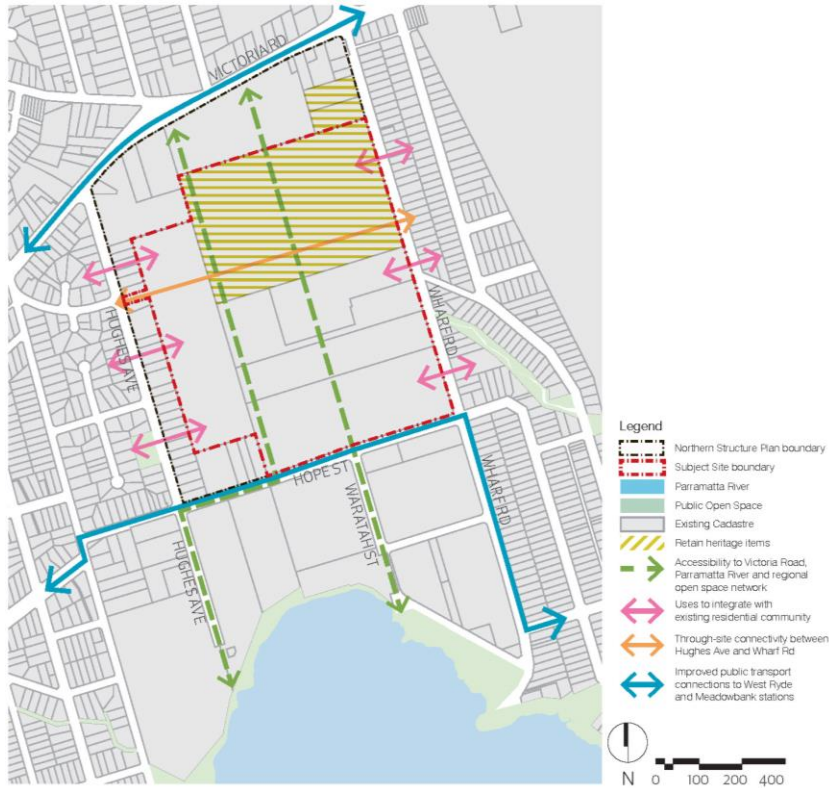 VICTORIA RD
HUGHES AVE
WHARF RD
HOPE ST
WHARF RD
HUGHES AVE
WARATAH ST
Legend
Northern Structure Plan boundary
Subject Site boundary
Parramatta River
Public Open Space
Existing Cadastre
Retain heritage items
Accessibility to Victoria Road,
Parramatta River and regional
open space network
Uses to integrate with
existing residential community
Through-site connectivity between
Hughes Ave and Wharf Rd
Improved public transport
connections to West Ryde
and Meadowbank stations
N
0 100 200 400